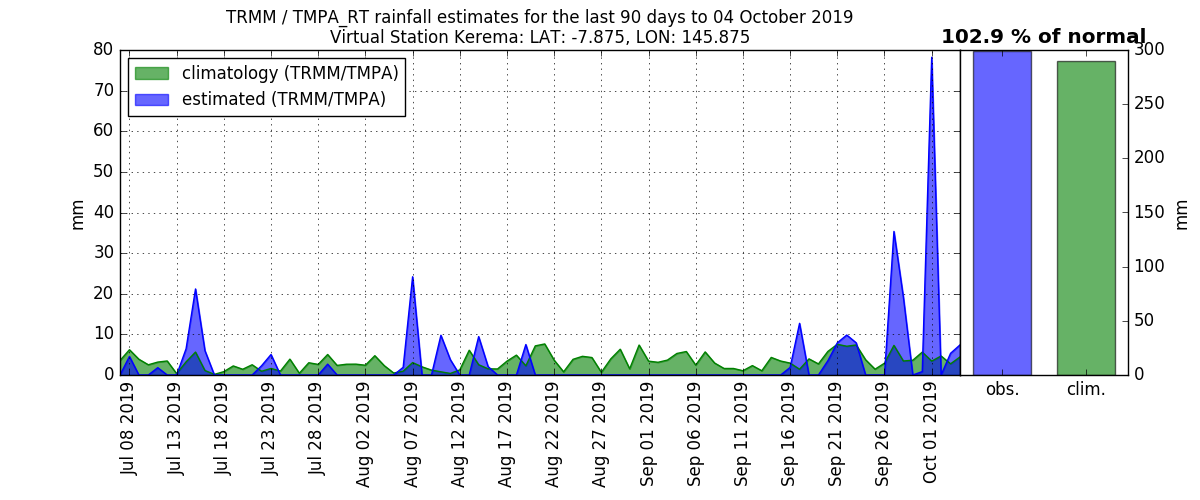 TRMM / TMPA_RT rainfall estimates for the last 90 days to 04 October 2019
Virtual Station Kerema: LAT: -7.875, LON: 145.875
102.9 % of normal
climatology (TRMM/TMPA)
estimated (TRMM/TMPA)
mm
80
70
60
50
40
30
20
10
0
Jul 08 2019
Jul 13 2019
Jul 18 2019
Jul 23 2019
Jul 28 2019
Aug 02 2019
Aug 07 2019
Aug 12 2019
Aug 17 2019
Aug 22 2019
Aug 27 2019
Sep 01 2019
Sep 06 2019
Sep 11 2019
Sep 16 2019
Sep 21 2019
Sep 26 2019
Oct 01 2019
obs.
clim.
300
250
200
150
100
50
0
mm